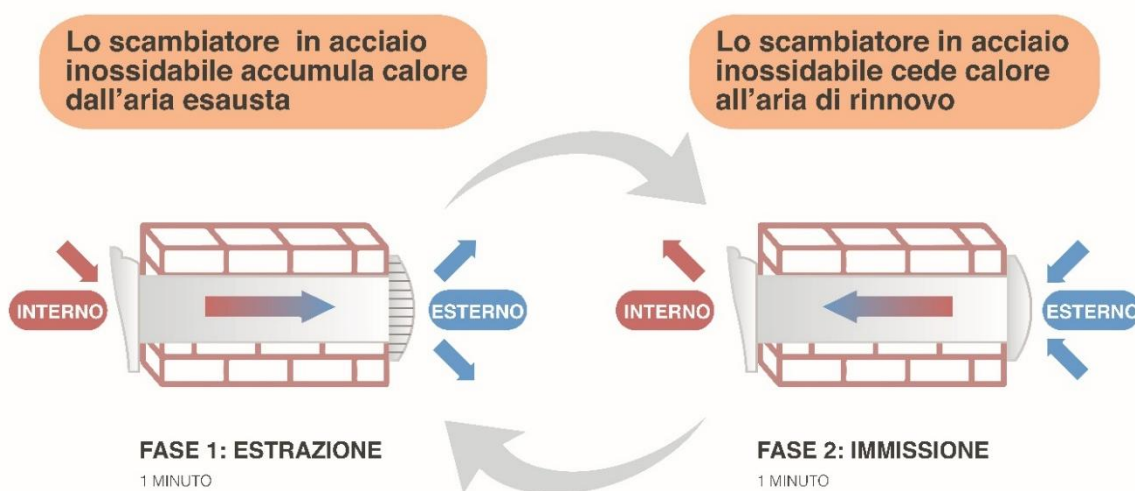 Lo scambiatore in acciaio
inossidabile accumula calore
dall'aria esausta
Lo scambiatore in acciaio
inossidabile cede calore
all'aria di rinnovo
INTERNO
ESTERNO
INTERNO
ESTERNO
FASE 1: ESTRAZIONE
1 MINUTO
FASE 2: IMMISSIONE
1 MINUTO